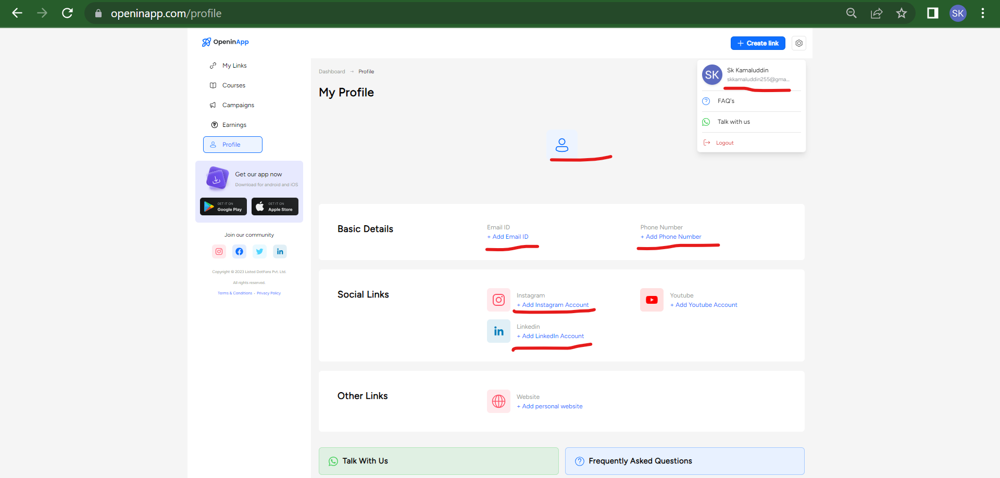 openinapp.com/profile
SK
OpeninApp
+ Create link
My Links
Courses
Campaigns
Earnings
Profile
Get our app now
Download for android and iOS
GET IT ON
Google Play
GET IT ON
Apple Store
Join our community
in
Copyright © 2023 Listed DotFans Pvt. Ltd.
All rights reserved.
Terms & Conditions - Privacy Policy
Dashboard → Profile
My Profile
SK
Sk Kamaluddin
skkamaluddin255@gma...
FAQ's
Talk with us
Logout
Basic Details
Email ID
+ Add Email ID
Phone Number
+ Add Phone Number
Social Links
Instagram
+ Add Instagram Account
Youtube
+ Add Youtube Account
in
Linkedin
+ Add LinkedIn Account
Other Links
Website
+ Add personal website
Talk With Us
Frequently Asked Questions